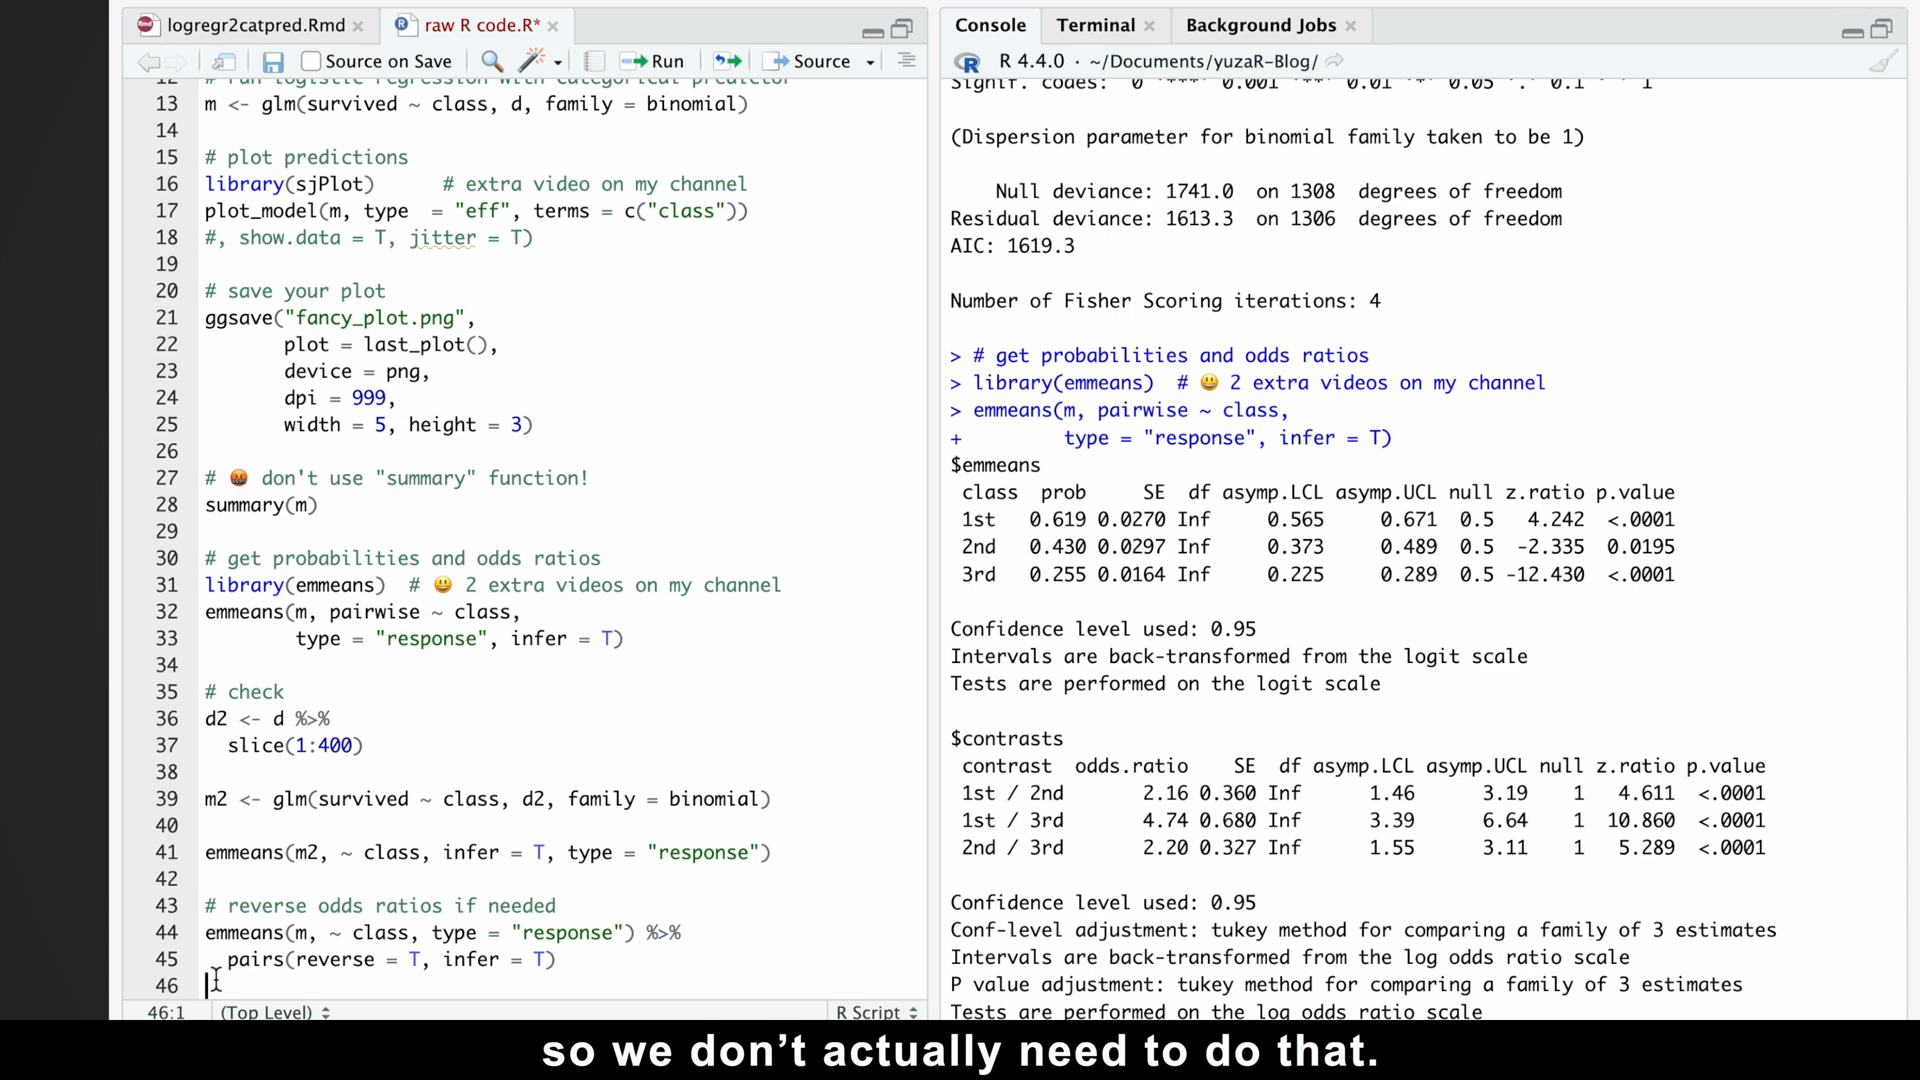 logregr2catpred.Rmd
raw R code.R*
Source on Save
Run
Source
12 # run logistic regression with categorical predictor
13 m <- glm(survived ~ class, d, family = binomial)
14
15 # plot predictions
16 library(sjPlot)      # extra video on my channel
17 plot_model(m, type  = "eff", terms = c("class"))
18 #, show.data = T, jitter = T)
19
20 # save your plot
21 ggsave("fancy_plot.png",
22        plot = last_plot(),
23        device = png,
24        dpi = 999,
25        width = 5, height = 3)
26
27 # 🤬 don't use "summary" function!
28 summary(m)
29
30 # get probabilities and odds ratios
31 library(emmeans)  # 😃 2 extra videos on my channel
32 emmeans(m, pairwise ~ class,
33         type = "response", infer = T)
34
35 # check
36 d2 <- d %>%
37   slice(1:400)
38
39 m2 <- glm(survived ~ class, d2, family = binomial)
40
41 emmeans(m2, ~ class, infer = T, type = "response")
42
43 # reverse odds ratios if needed
44 emmeans(m, ~ class, type = "response") %>%
45   pairs(reverse = T, infer = T)
46
46:1 (Top Level) R Script
Console Terminal Background Jobs
R 4.4.0 · ~/Documents/yuzaR-Blog/
Signif. codes:  0 ‘***’ 0.001 ‘**’ 0.01 ‘*’ 0.05 ‘.’ 0.1 ‘ ’ 1
(Dispersion parameter for binomial family taken to be 1)
Null deviance: 1741.0  on 1308  degrees of freedom
Residual deviance: 1613.3  on 1306  degrees of freedom
AIC: 1619.3
Number of Fisher Scoring iterations: 4
> # get probabilities and odds ratios
> library(emmeans)  # 😃 2 extra videos on my channel
> emmeans(m, pairwise ~ class,
+         type = "response", infer = T)
$emmeans
class  prob     SE  df asymp.LCL asymp.UCL null z.ratio p.value
1st   0.619 0.0270 Inf     0.565     0.671  0.5   4.242  <.0001
2nd   0.430 0.0297 Inf     0.373     0.489  0.5  -2.335  0.0195
3rd   0.255 0.0164 Inf     0.225     0.289  0.5 -12.430  <.0001
Confidence level used: 0.95
Intervals are back-transformed from the logit scale
Tests are performed on the logit scale
$contrasts
contrast  odds.ratio    SE  df asymp.LCL asymp.UCL null z.ratio p.value
1st / 2nd       2.16 0.360 Inf      1.46      3.19    1   4.611  <.0001
1st / 3rd       4.74 0.680 Inf      3.39      6.64    1  10.860  <.0001
2nd / 3rd       2.20 0.327 Inf      1.55      3.11    1   5.289  <.0001
Confidence level used: 0.95
Conf-level adjustment: tukey method for comparing a family of 3 estimates
Intervals are back-transformed from the log odds ratio scale
P value adjustment: tukey method for comparing a family of 3 estimates
Tests are performed on the log odds ratio scale
so we don’t actually need to do that.